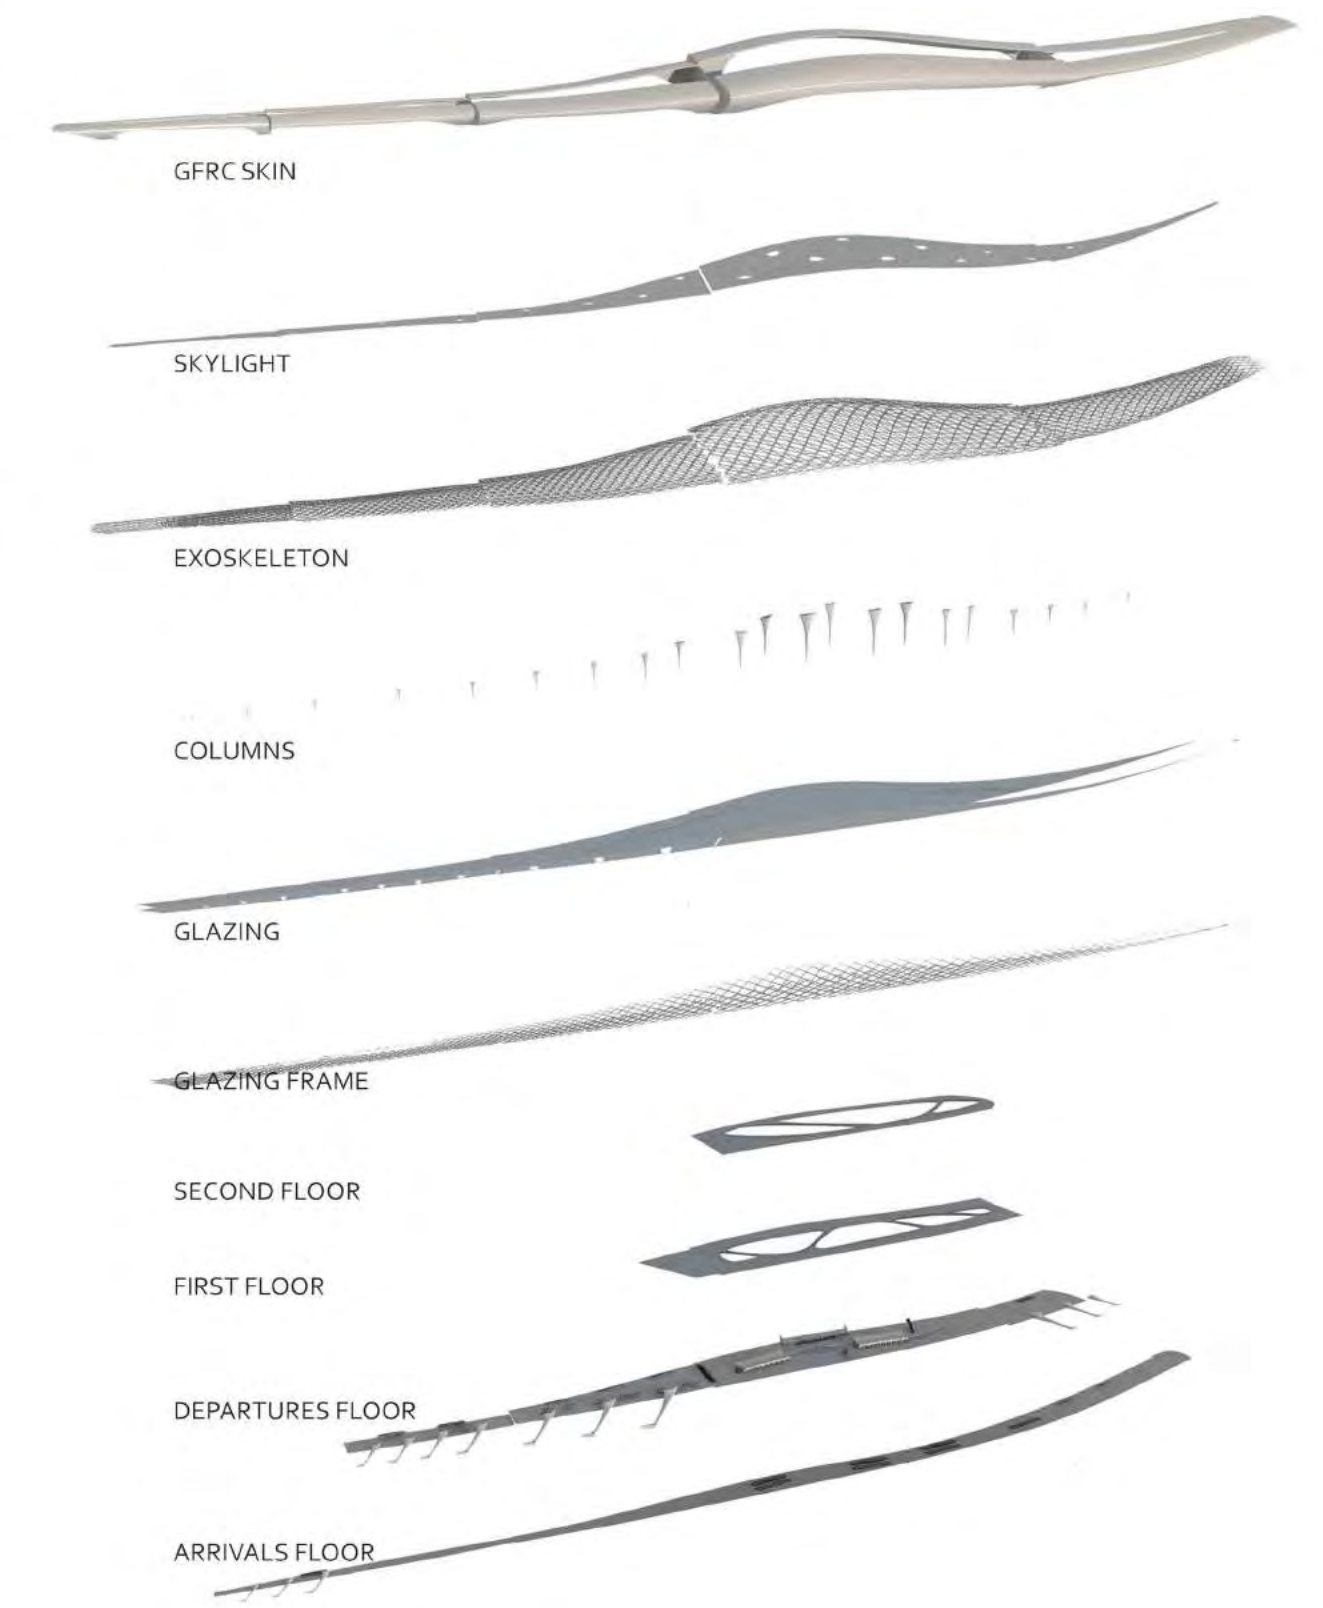 GFRC SKIN
SKYLIGHT
EXOSKELETON
COLUMNS
GLAZING
GLAZING FRAME
SECOND FLOOR
FIRST FLOOR
DEPARTURES FLOOR
ARRIVALS FLOOR